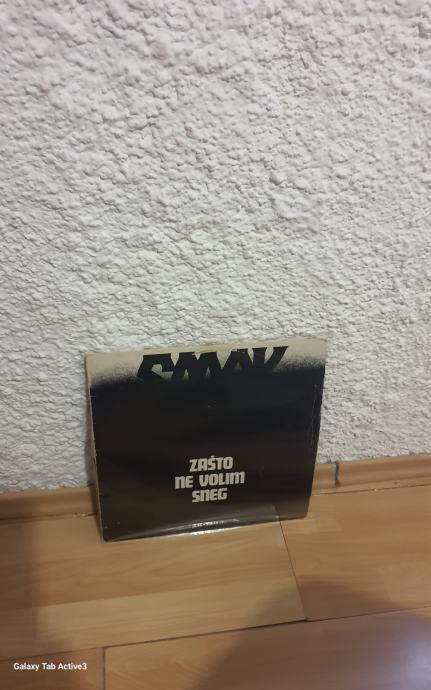 SMAK
ZAŠTO
NE VOLIM
SNEG
Galaxy Tab Active3